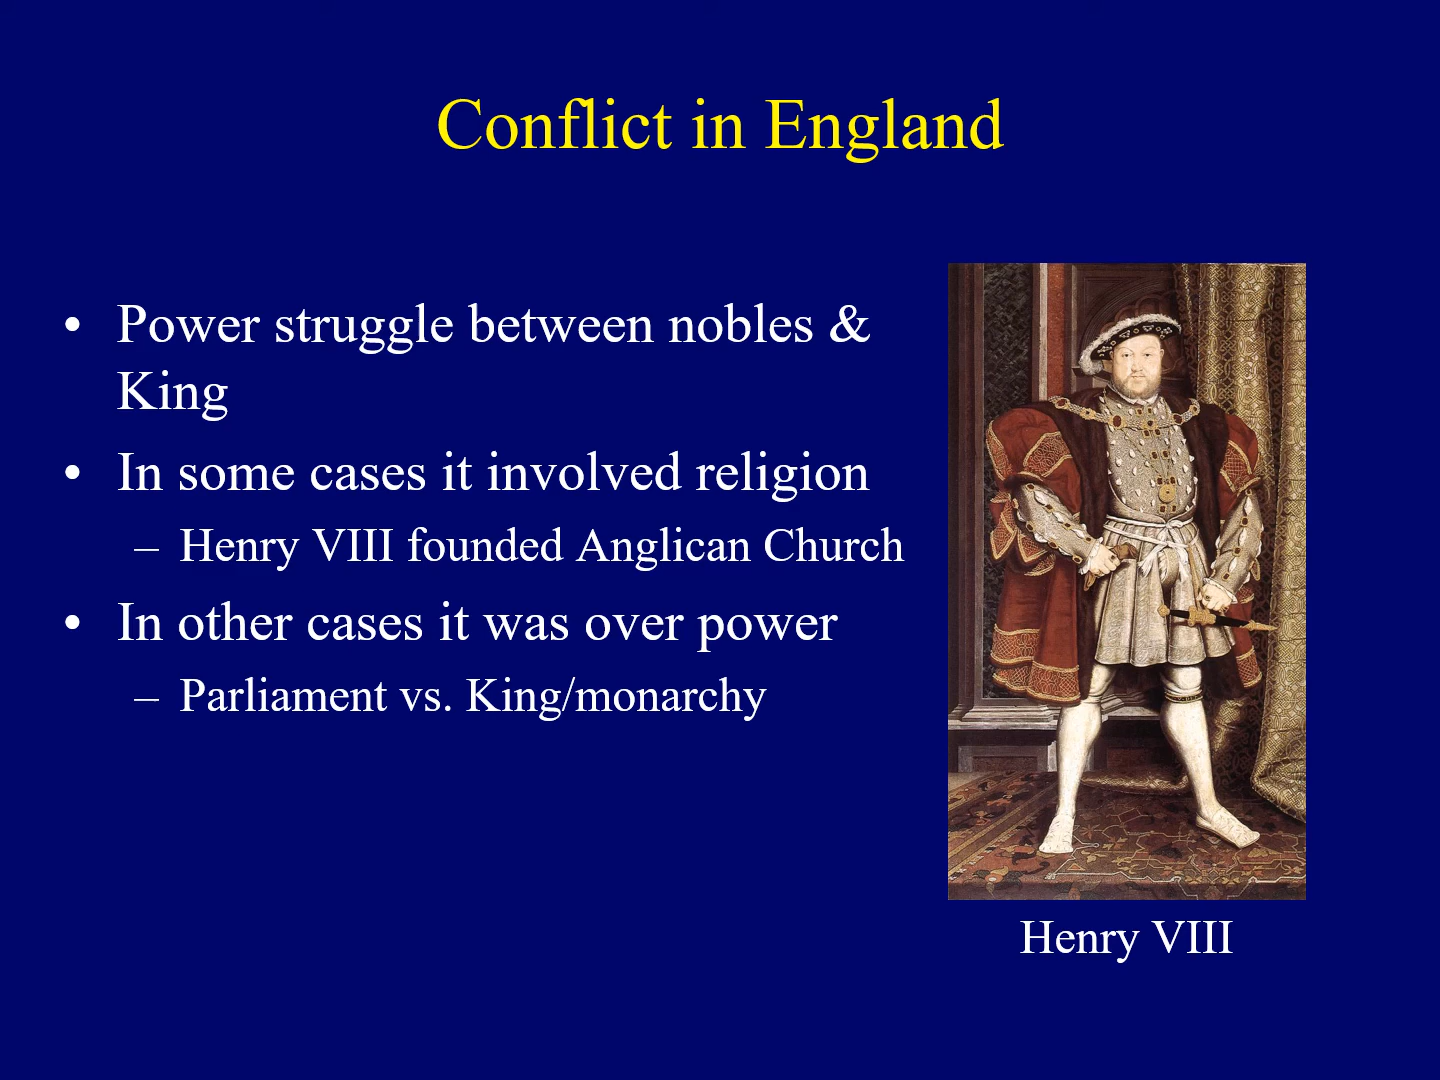 Conflict in England
• Power struggle between nobles &
King
• In some cases it involved religion
– Henry VIII founded Anglican Church
• In other cases it was over power
– Parliament vs. King/monarchy
Henry VIII